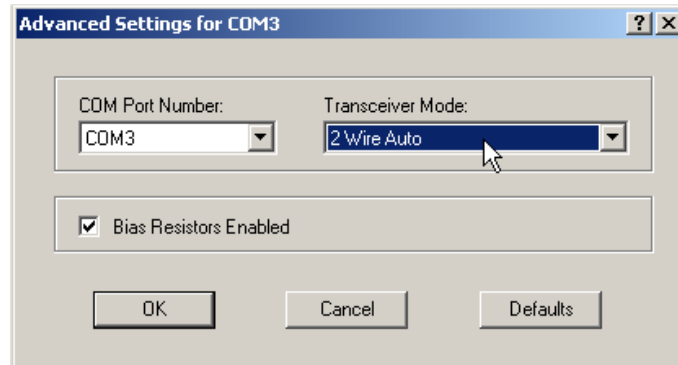 Advanced Settings for COM3
COM Port Number: Transceiver Mode:
COM3 2 Wire Auto
Bias Resistors Enabled
OK Cancel Defaults